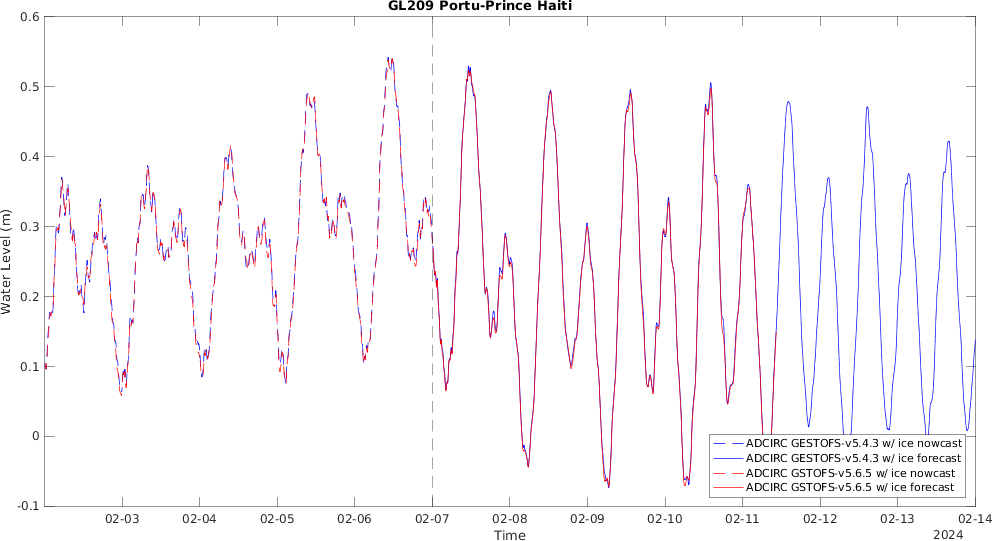 GL209 Portu-Prince Haiti
0.6
0.5
0.4
0.3
0.2
0.1
0
-0.1
Water Level (m)
02-03 02-04 02-05 02-06 02-07 02-08 02-09 02-10 02-11 02-12 02-13 02-14
Time
2024
ADCIRC GESTOFS-v5.4.3 w/ ice nowcast
ADCIRC GESTOFS-v5.4.3 w/ ice forecast
ADCIRC GSTOFS-v5.6.5 w/ ice nowcast
ADCIRC GSTOFS-v5.6.5 w/ ice forecast